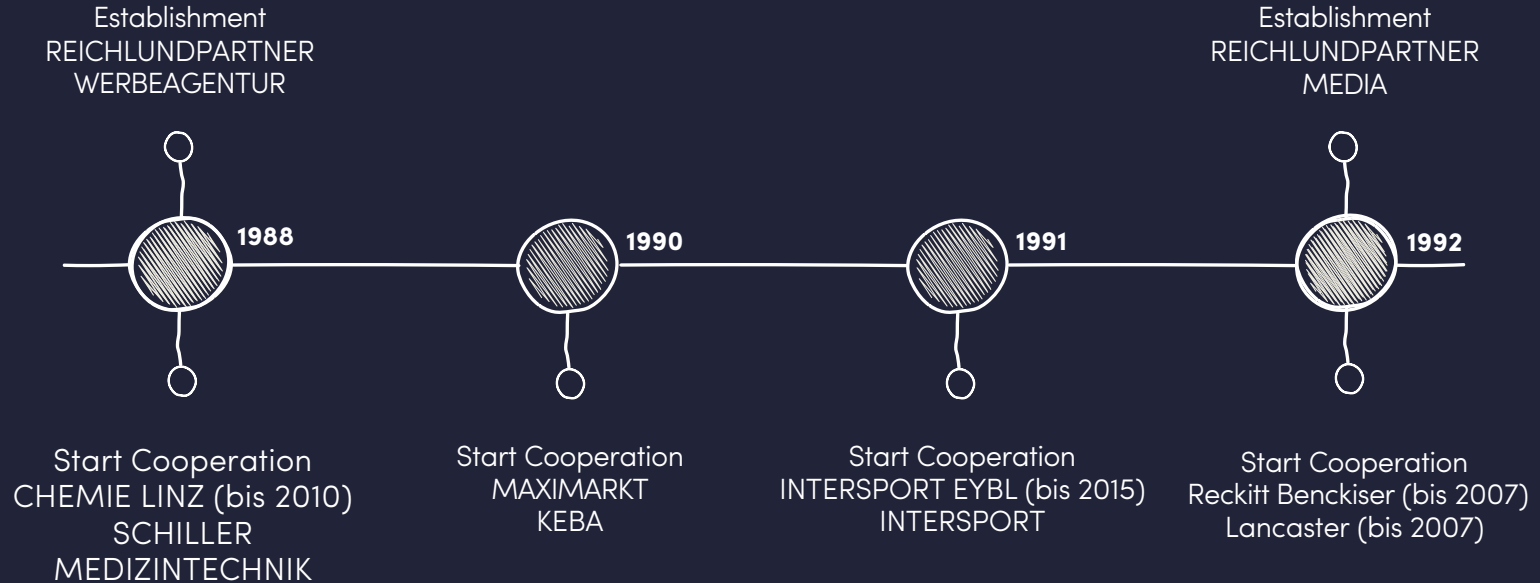 Establishment
REICHLUNDPARTNER
WERBEAGENTUR
Establishment
REICHLUNDPARTNER
MEDIA
1988
1990
1991
1992
Start Cooperation
CHEMIE LINZ (bis 2010)
SCHILLER
MEDIZINTECHNIK
Start Cooperation
MAXIMARKT
KEBA
Start Cooperation
INTERSPORT EYBL (bis 2015)
INTERSPORT
Start Cooperation
Reckitt Benckiser (bis 2007)
Lancaster (bis 2007)